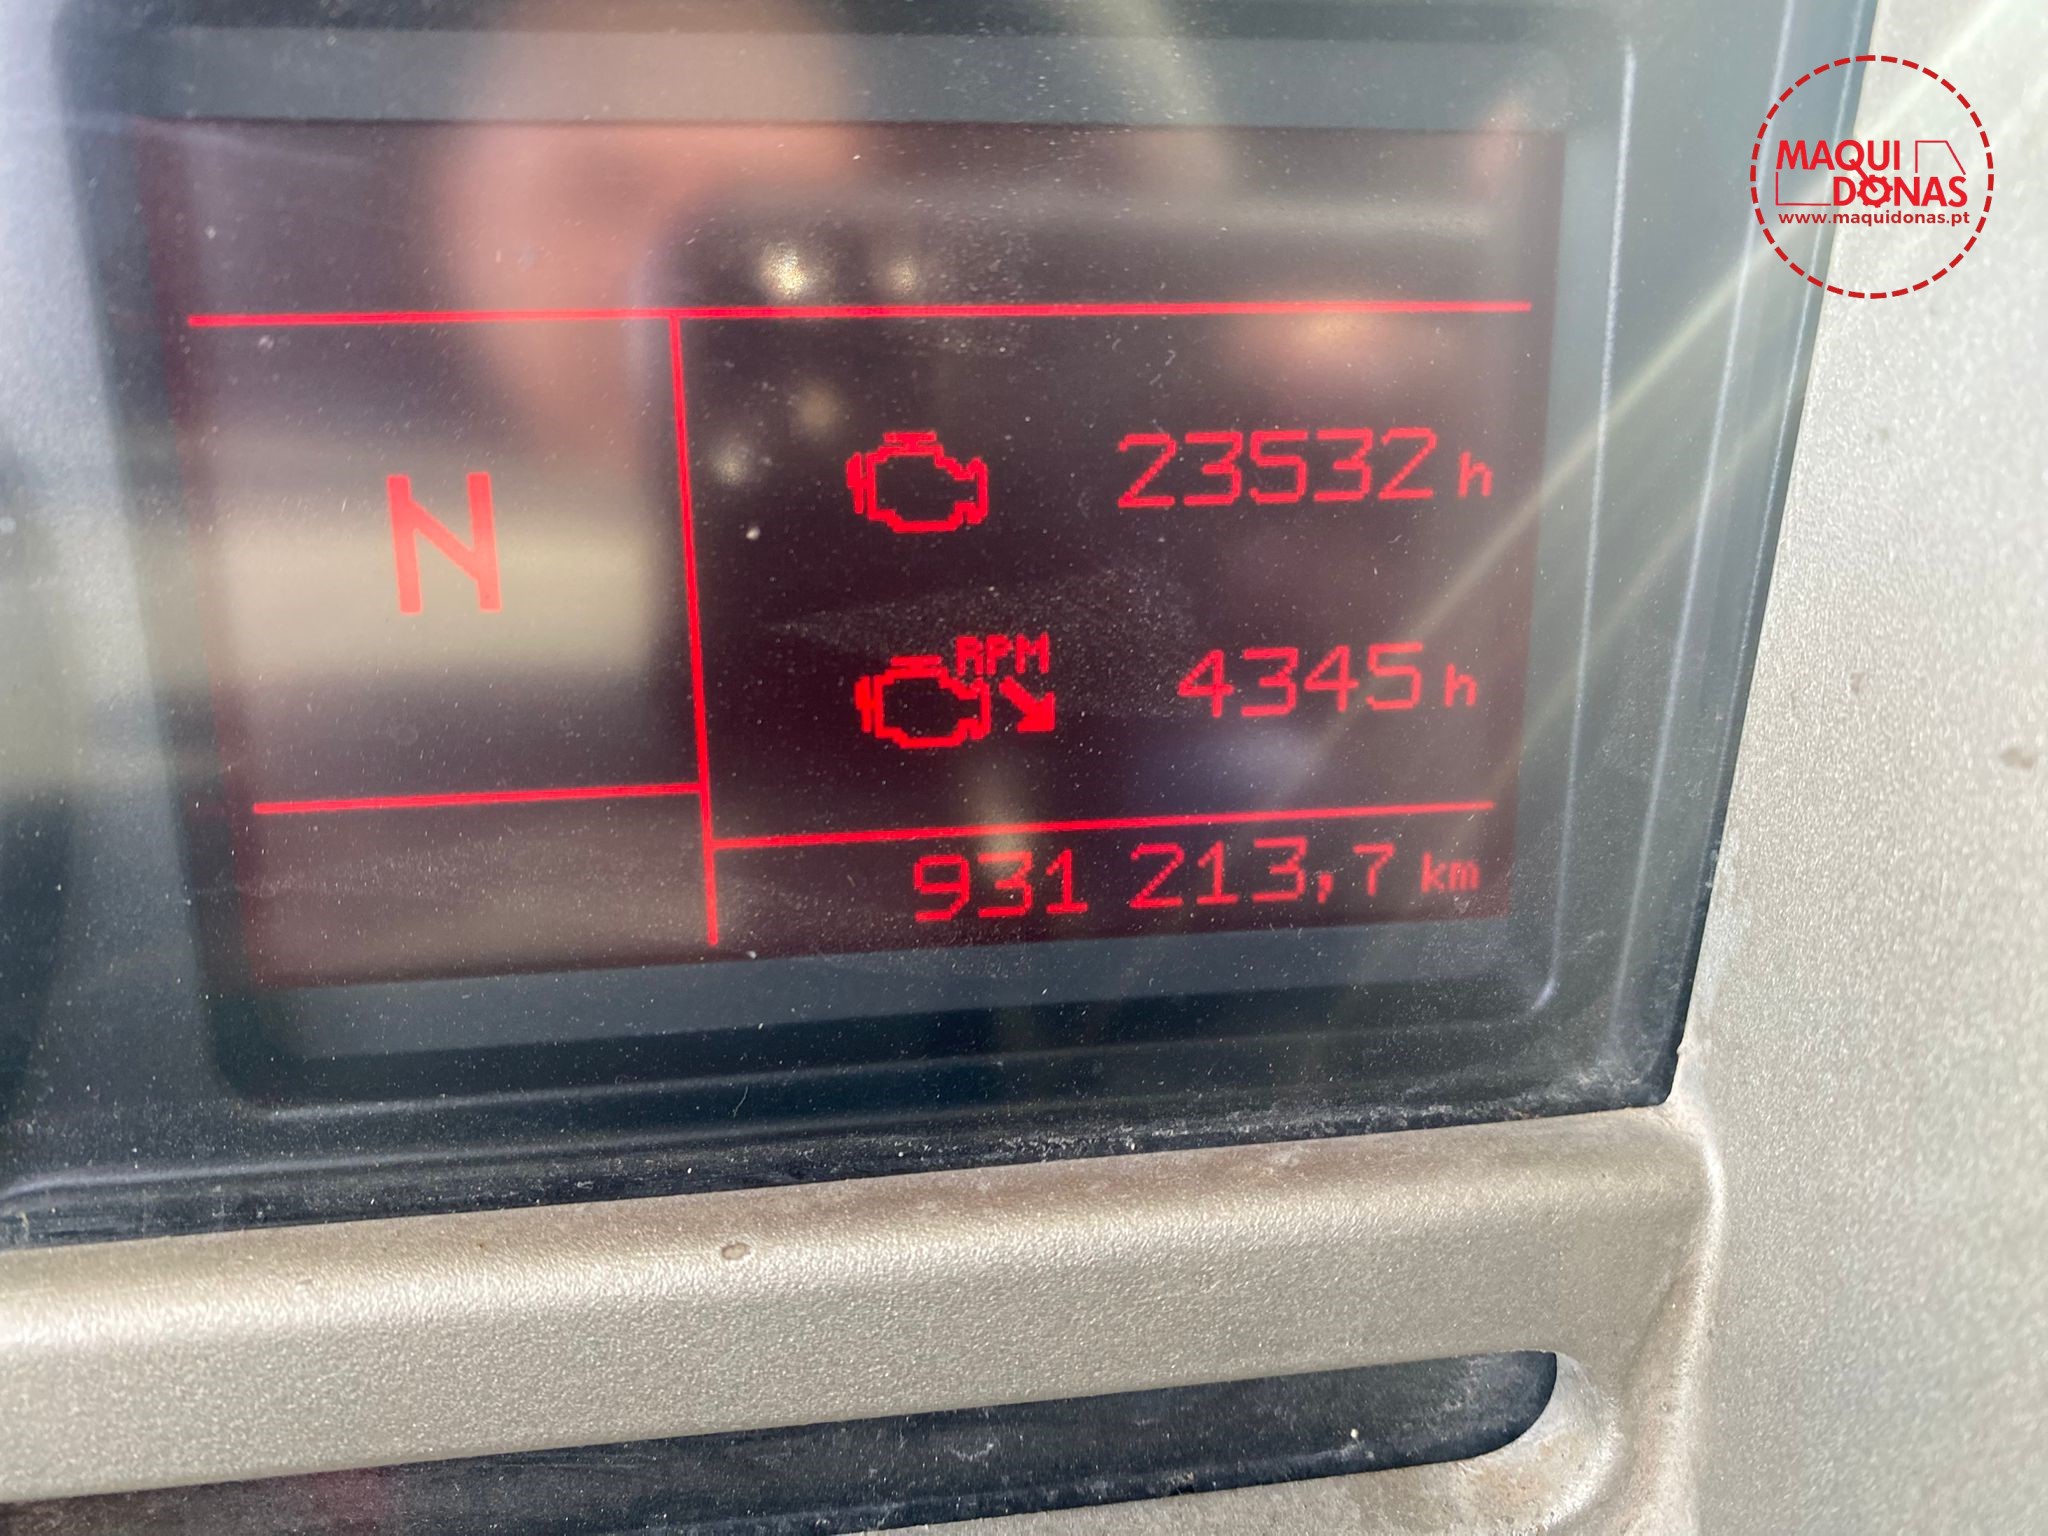 MAQUI
DONAS
www.maquidonas.pt
N
23532 h
RPM
4345 h
931 213,7 km